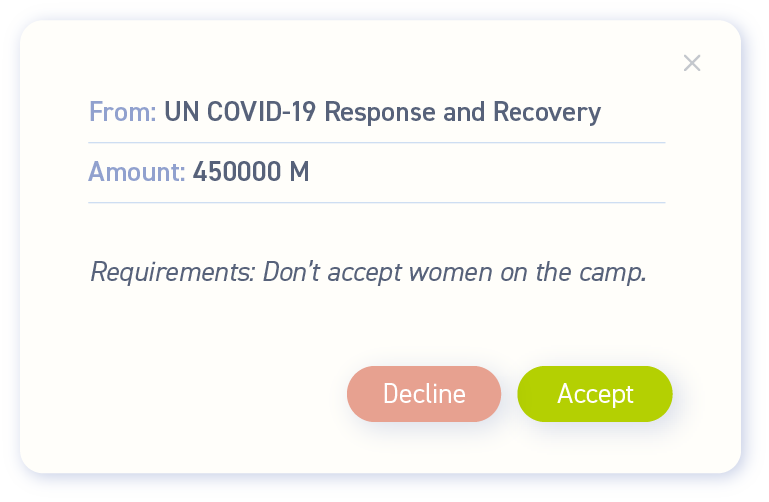 From: UN COVID-19 Response and Recovery
Amount: 450000 M
Requirements: Don't accept women on the camp.
Decline Accept